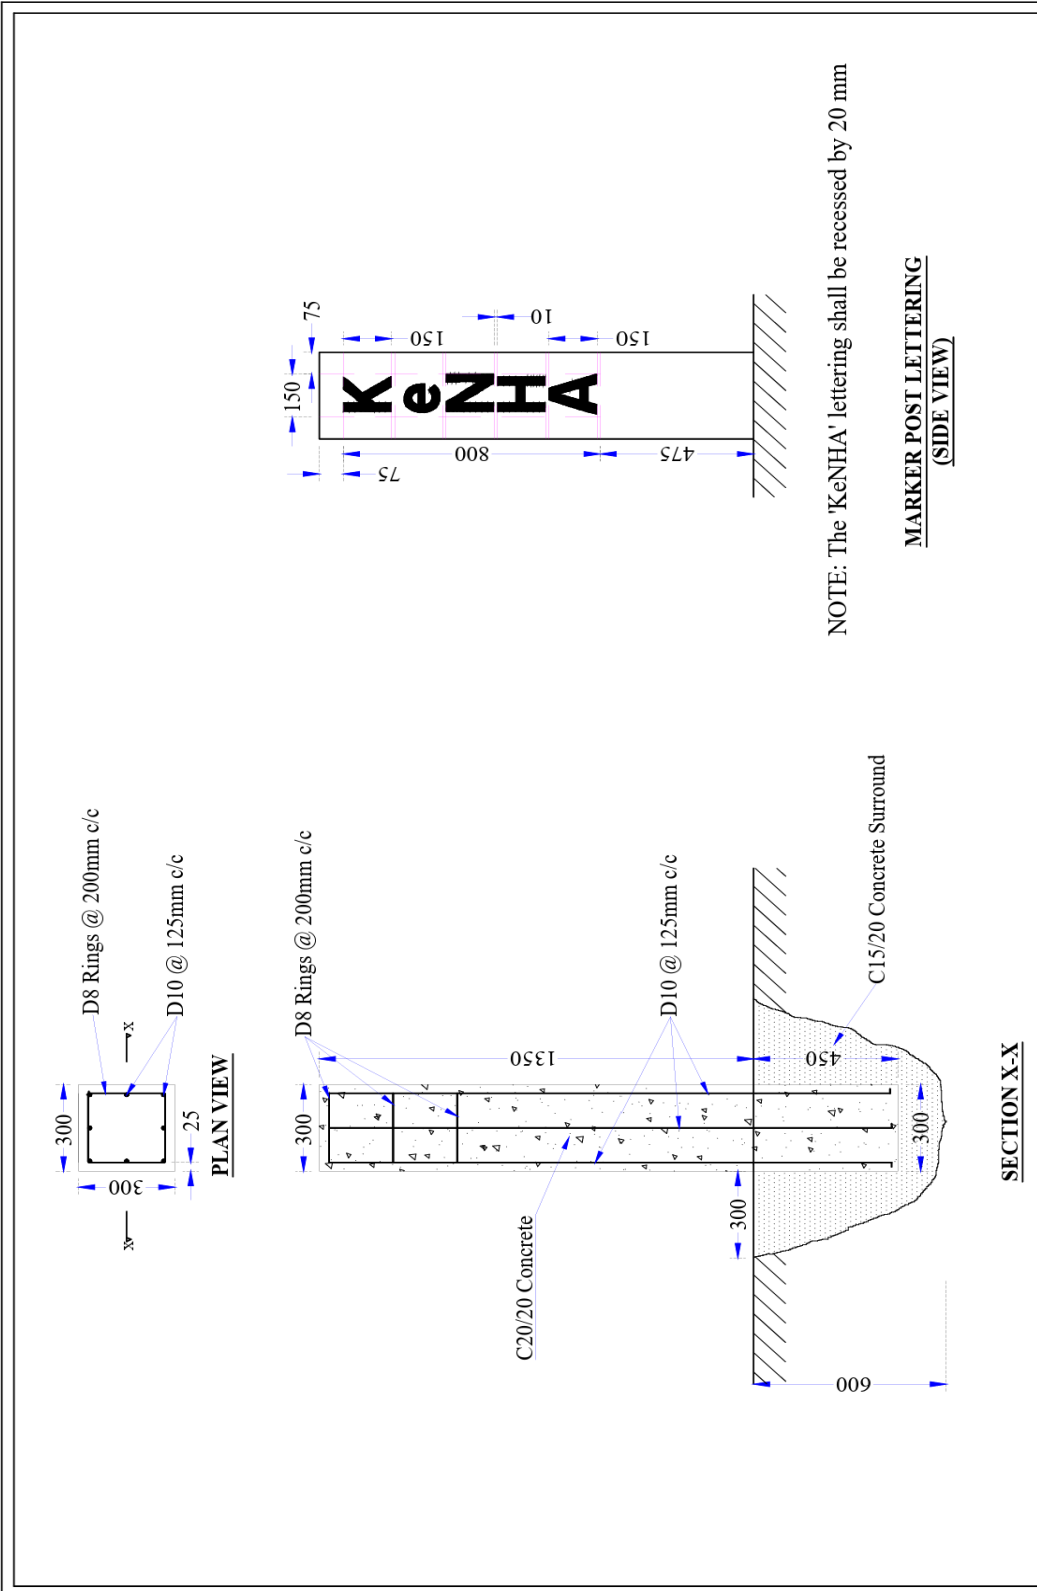 300
300
25
D8 Rings @ 200mm c/c
D10 @ 125mm c/c
x
x
PLAN VIEW
D8 Rings @ 200mm c/c
300
1350
D10 @ 125mm c/c
C20/20 Concrete
300
450
300
600
C15/20 Concrete Surround
SECTION X-X
75
150
75
150
10
150
800
475
KeNHA
NOTE: The 'KeNHA' lettering shall be recessed by 20 mm
MARKER POST LETTERING
(SIDE VIEW)